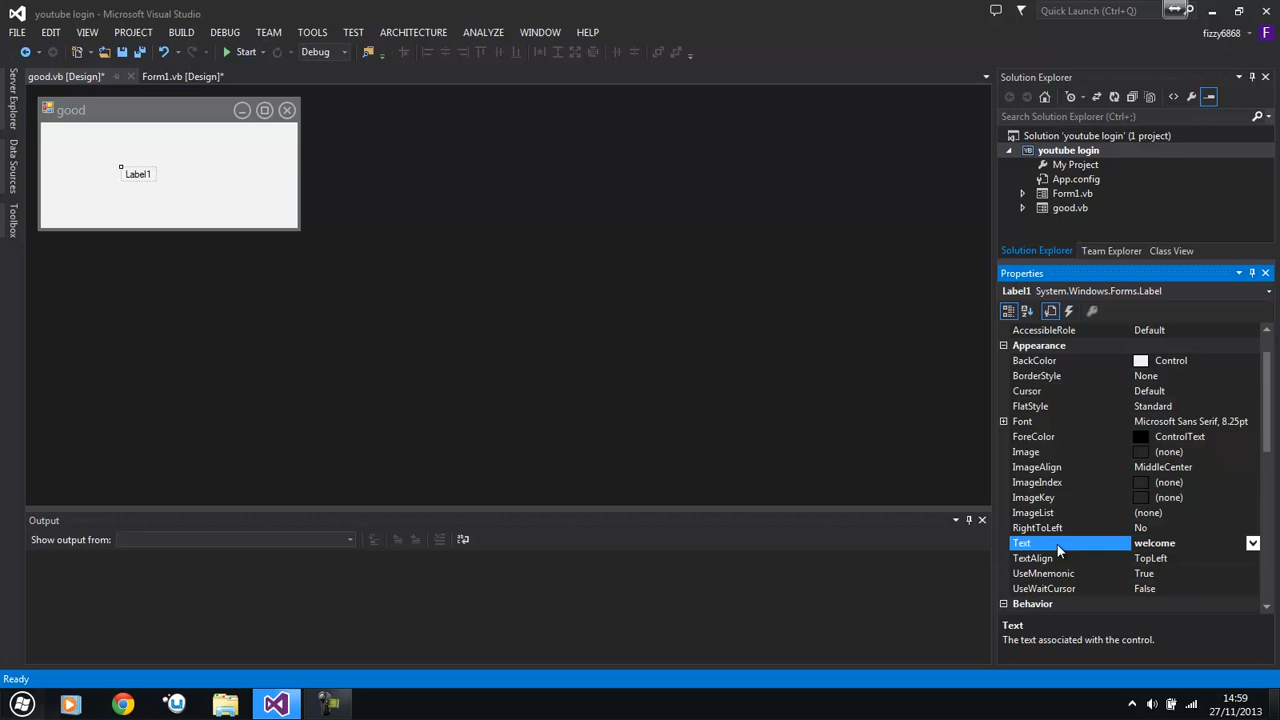 youtube login - Microsoft Visual Studio
Quick Launch (Ctrl+Q)
FILE EDIT VIEW PROJECT BUILD DEBUG TEAM TOOLS TEST ARCHITECTURE ANALYZE WINDOW HELP
fizzy6868 F
Start Debug
good.vb [Design]* Form1.vb [Design]*
Server Explorer
Data Sources
Toolbox
good
Label1
Solution Explorer
Search Solution Explorer (Ctrl+;)
Solution 'youtube login' (1 project)
VB youtube login
My Project
App.config
Form1.vb
good.vb
Solution Explorer Team Explorer Class View
Properties
Label1 System.Windows.Forms.Label
AccessibleRole Default
Appearance
BackColor Control
BorderStyle None
Cursor Default
FlatStyle Standard
Font Microsoft Sans Serif, 8.25pt
ForeColor ControlText
Image (none)
ImageAlign MiddleCenter
ImageIndex (none)
ImageKey (none)
ImageList (none)
RightToLeft No
Text welcome
TextAlign TopLeft
UseMnemonic True
UseWaitCursor False
Behavior
Text
The text associated with the control.
Output
Show output from:
Ready
14:59
27/11/2013